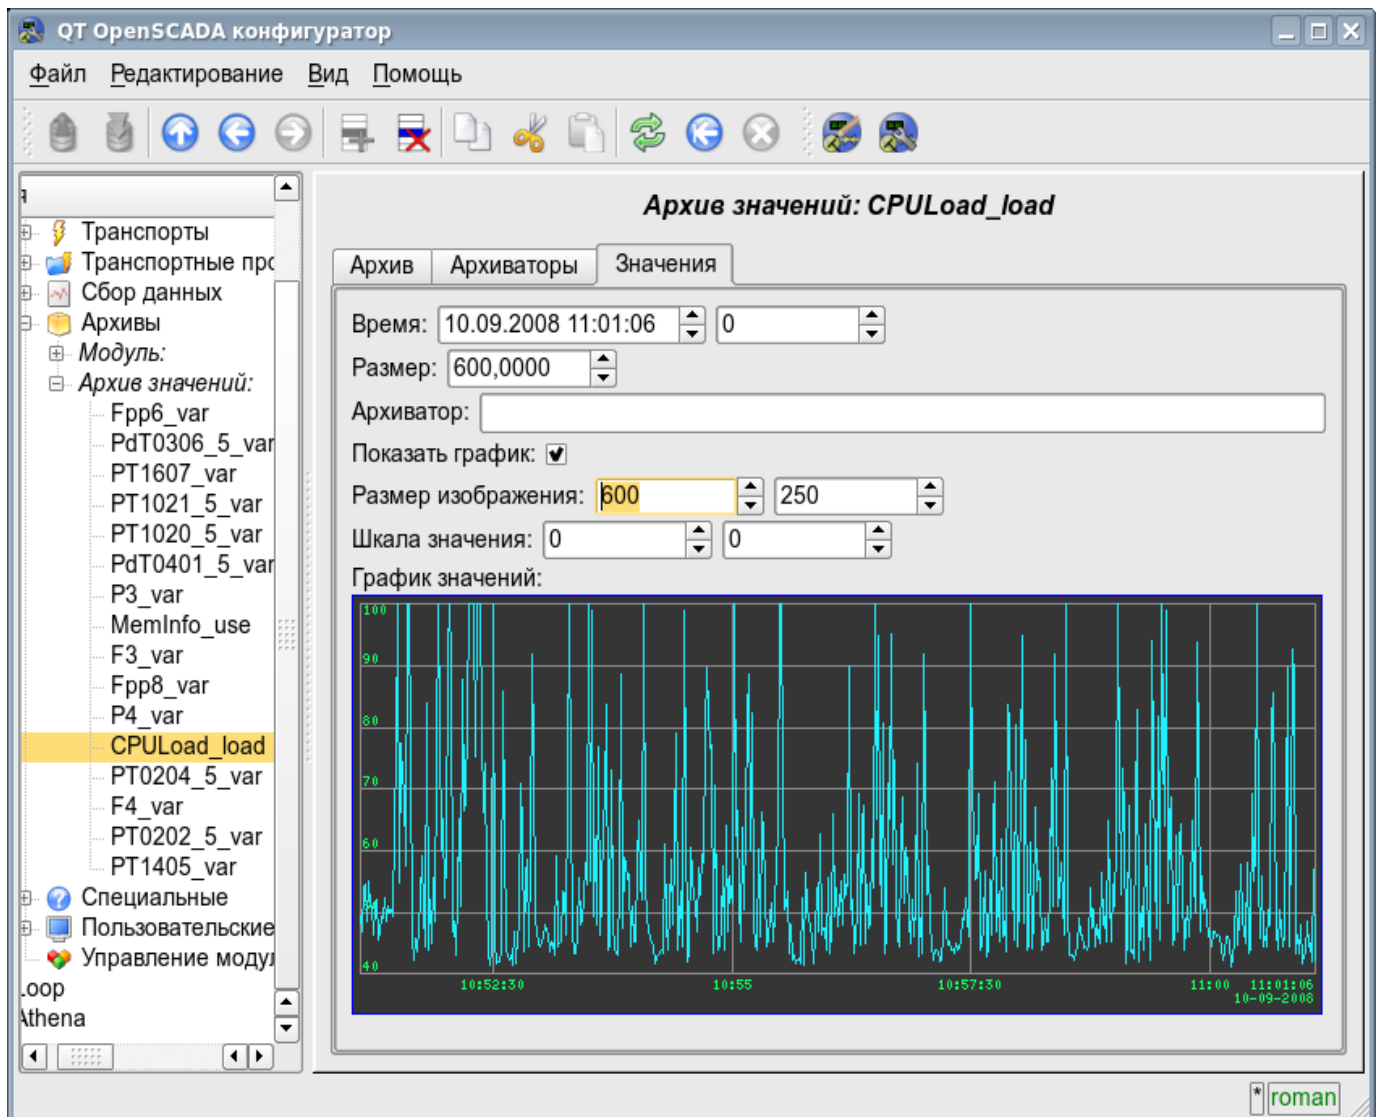 QT OpenSCADA конфигуратор
Файл Редактирование Вид Помощь
я
Транспорты
Транспортные прс
Сбор данных
Архивы
Модуль:
Архив значений:
Fpp6_var
PdT0306_5_var
PT1607_var
PT1021_5_var
PT1020_5_var
PdT0401_5_var
P3_var
MemInfo_use
F3_var
Fpp8_var
P4_var
CPULoad_load
PT0204_5_var
F4_var
PT0202_5_var
PT1405_var
Специальные
Пользовательские
Управление моду
Loop
Athena
Архив значений: CPULoad_load
Архив Архиваторы Значения
Время: 10.09.2008 11:01:06 0
Размер: 600,0000
Архиватор:
Показать график:
Размер изображения: 600 250
Шкала значения: 0 0
График значений:
100
90
80
70
60
40
10:52:30 10:55 10:57:30 11:00 11:01:06
10-09-2008
* roman